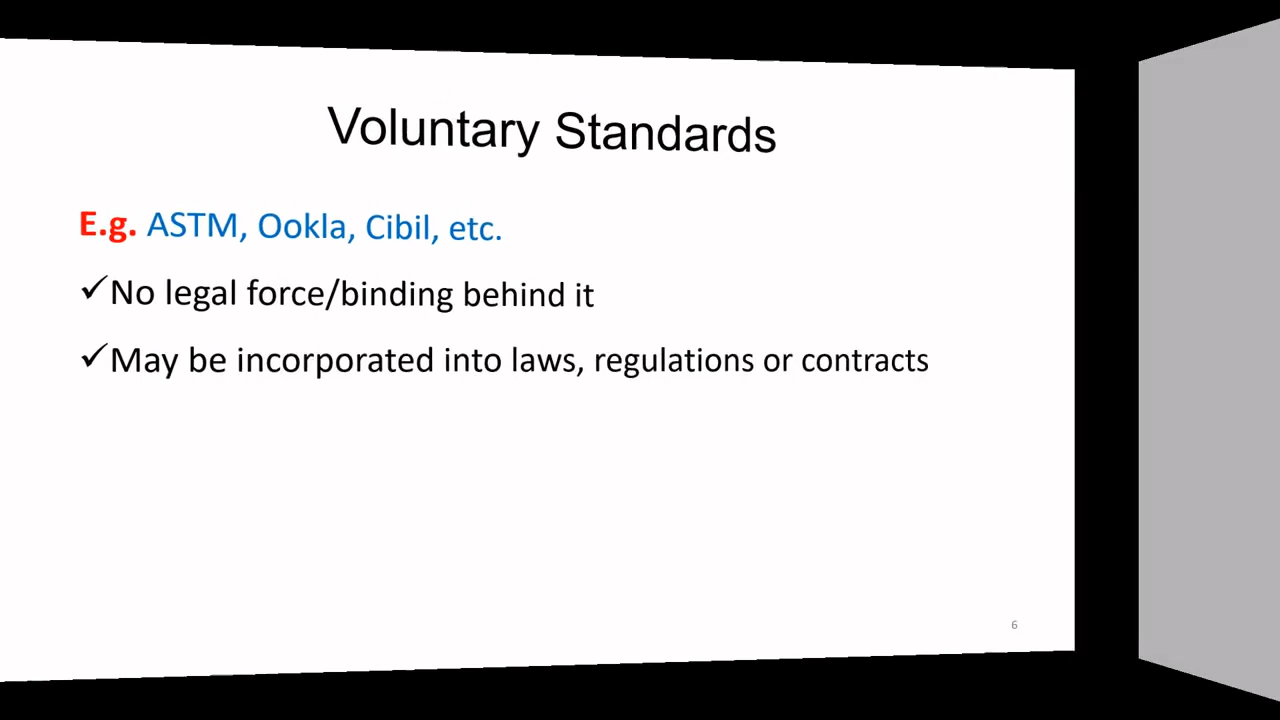 Voluntary Standards
E.g. ASTM, Ookla, Cibil, etc.
✓No legal force/binding behind it
✓May be incorporated into laws, regulations or contracts
6